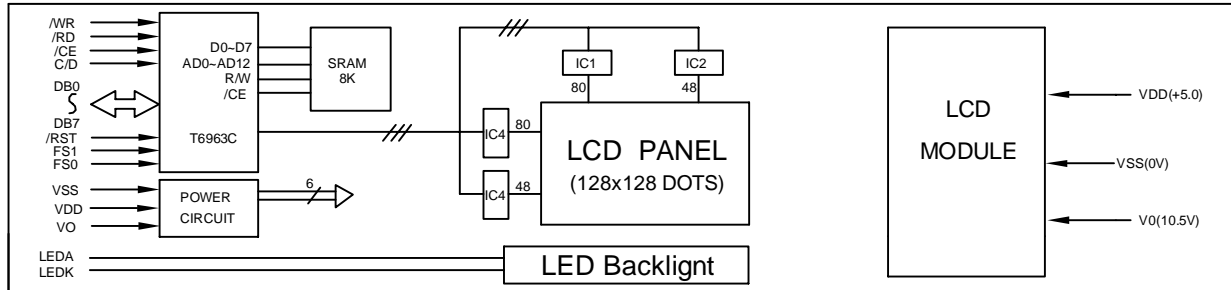 /WR
/RD
/CE
C/D
DB0
DB7
/RST
FS1
FS0
D0~D7
AD0~AD12
R/W
/CE
T6963C
SRAM
8K
VSS
VDD
VO
POWER
CIRCUIT
6
LEDA
LEDK
IC1
IC2
80
48
IC4
80
IC4
48
LCD PANEL
(128x128 DOTS)
LED Backlignt
LCD
MODULE
VDD(+5.0)
VSS(0V)
V0(10.5V)